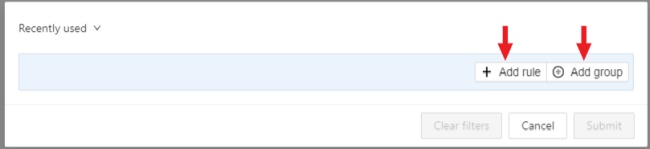 Recently used
+ Add rule Add group
Clear filters Cancel Submit